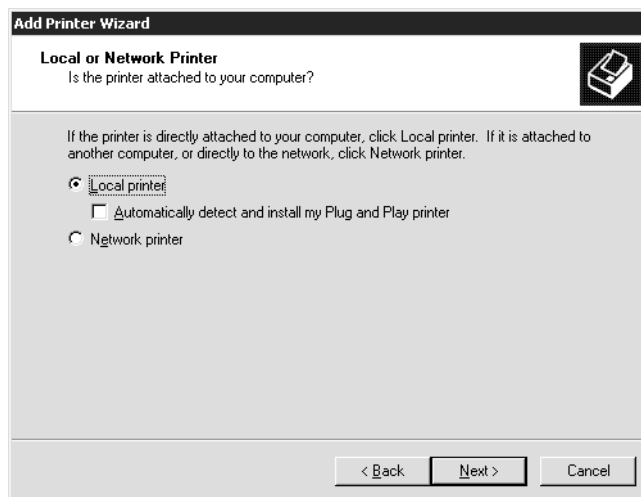 Add Printer Wizard
Local or Network Printer
Is the printer attached to your computer?
If the printer is directly attached to your computer, click Local printer. If it is attached to
another computer, or directly to the network, click Network printer.
Local printer
Automatically detect and install my Plug and Play printer
Network printer
< Back
Next >
Cancel